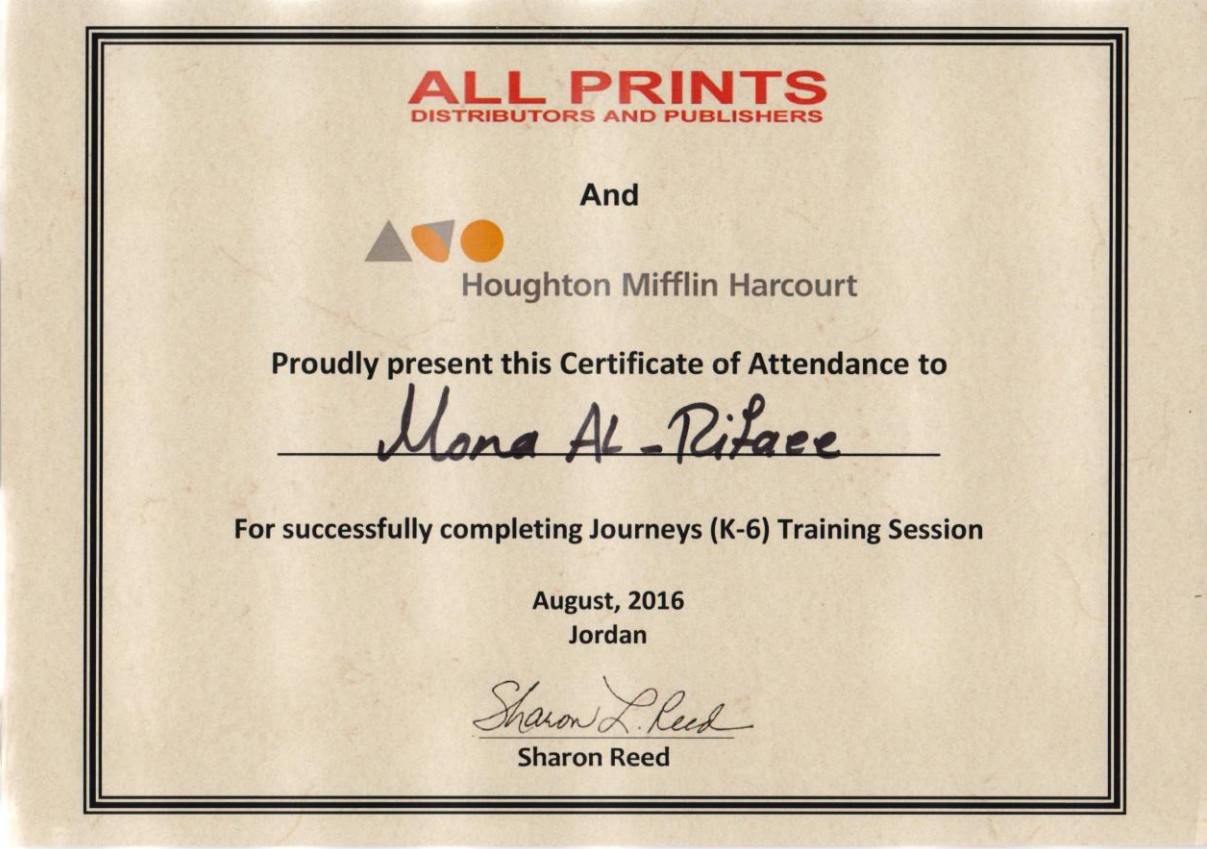 ALL PRINTS
DISTRIBUTORS AND PUBLISHERS
And
Houghton Mifflin Harcourt
Proudly present this Certificate of Attendance to
Mona Al-Rifaee
For successfully completing Journeys (K-6) Training Session
August, 2016
Jordan
Sharon L. Reed
Sharon Reed